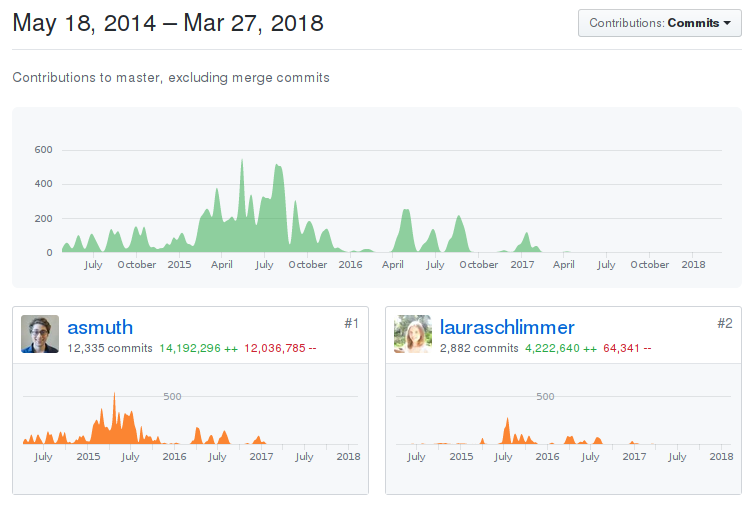 May 18, 2014 – Mar 27, 2018
Contributions: Commits
Contributions to master, excluding merge commits
600
400
200
0
July October 2015 April July October 2016 April July October 2017 April July October 2018
asmuth #1
12,335 commits 14,192,296 ++ 12,036,785 --
500
July 2015 July 2016 July 2017 July 2018
lauraschlimmer #2
2,882 commits 4,222,640 ++ 64,341 --
500
July 2015 July 2016 July 2017 July 2018